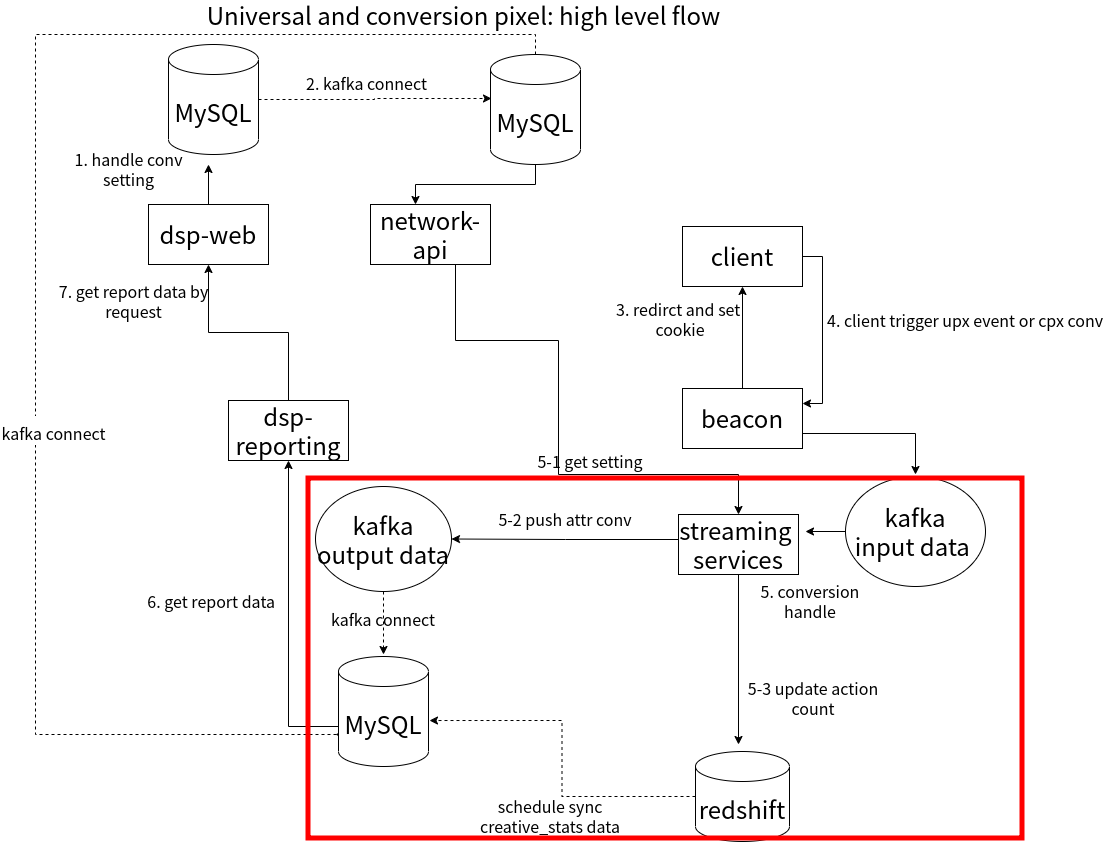 Universal and conversion pixel: high level flow
MySQL
2. kafka connect
MySQL
1. handle conv
setting
dsp-web
network-
api
client
7. get report data by
request
3. redirct and set
cookie
4. client trigger upx event or cpx conv
dsp-
reporting
beacon
kafka connect
5-1 get setting
kafka
output data
5-2 push attr conv
streaming
services
kafka
input data
5. conversion
handle
6. get report data
kafka connect
MySQL
5-3 update action
count
redshift
schedule sync
creative_stats data